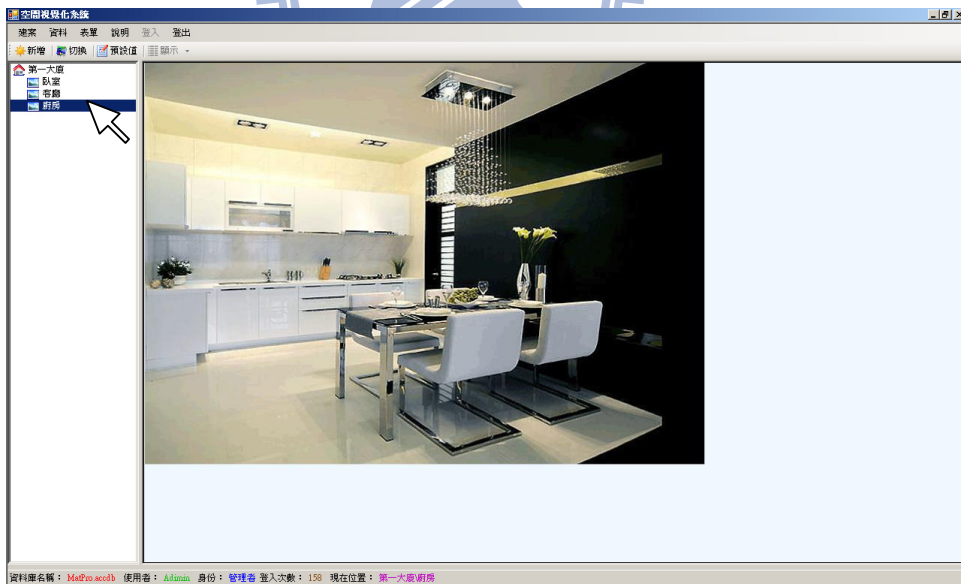 空間視覺化系統
建案 資料 表單 說明 登入 登出
新增 切換 預設值 顯示
第一大廈
臥室
客廳
廚房
資料庫名稱： MatPro.accdb 使用者： Admin 身份： 管理者 登入次數： 158 現在位置： 第一大廈\廚房